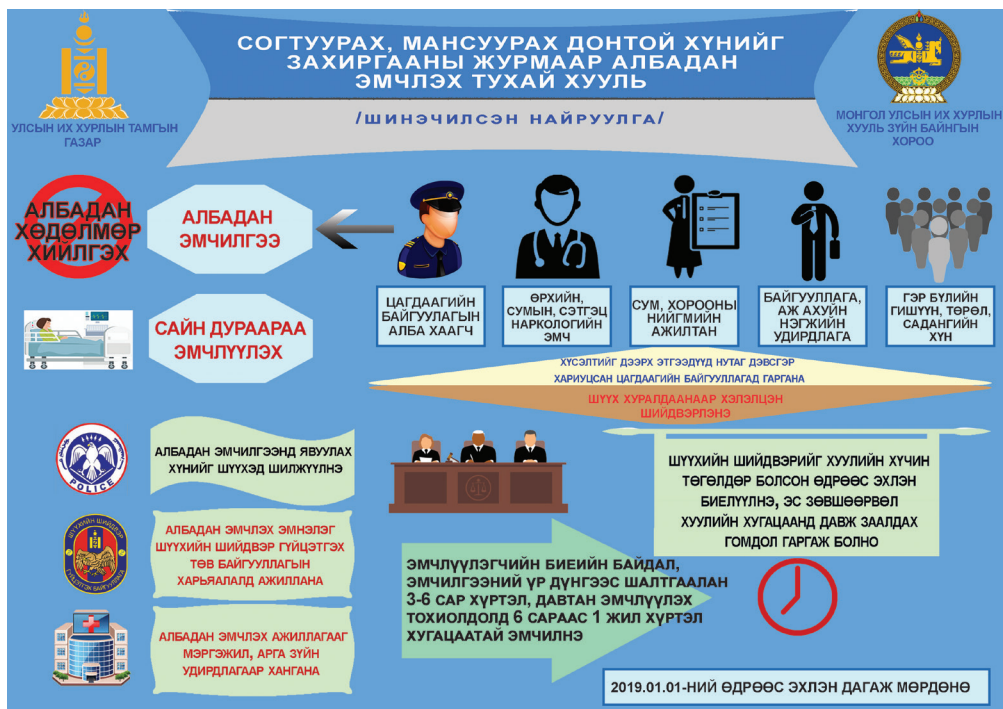 СОГТУУРАХ, МАНСУУРАХ ДОНТОЙ ХҮНИЙГ
ЗАХИРГААНЫ ЖУРМААР АЛБАДАН
ЭМЧЛЭХ ТУХАЙ ХУУЛЬ
/ШИНЭЧИЛСЭН НАЙРУУЛГА/
УЛСЫН ИХ ХУРЛЫН ТАМГЫН
ГАЗАР
МОНГОЛ УЛСЫН ИХ ХУРЛЫН
ХУУЛЬ ЗҮЙН БАЙНГЫН
ХОРОО
АЛБАДАН
ХӨДӨЛМӨР
ХИЙЛГЭХ
АЛБАДАН
ЭМЧИЛГЭЭ
ЦАГДААГИЙН
БАЙГУУЛАГЫН
АЛБА ХААГЧ
ӨРХИЙН,
СУМЫН, СЭТГЭЦ
НАРКОЛОГИЙН
ЭМЧ
СУМ, ХОРООНЫ
НИЙГМИЙН
АЖИЛТАН
БАЙГУУЛЛАГА,
АЖ АХУЙН
НЭГЖИЙН
УДИРДЛАГА
ГЭР БҮЛИЙН
ГИШҮҮН, ТӨРӨЛ,
САДАНГИЙН
ХҮН
САЙН ДУРААРАА
ЭМЧЛҮҮЛЭХ
ХҮСЭЛТИЙГ ДЭЭРХ ЭТГЭЭДҮҮД НУТАГ ДЭВСГЭР
ХАРИУЦСАН ЦАГДААГИЙН БАЙГУУЛЛАГАД ГАРГАНА
ШҮҮХ ХУРАЛДААНААР ХЭЛЭЛЦЭН
ШИЙДВЭРЛЭНЭ
POLICE
АЛБАДАН ЭМЧИЛГЭЭНД ЯВУУЛАХ
ХҮНИЙГ ШҮҮХЭД ШИЛЖҮҮЛНЭ
ШҮҮХИЙН ШИЙДВЭРИЙГ ХУУЛИЙН ХҮЧИН
ТӨГӨЛДӨР БОЛСОН ӨДРӨӨС ЭХЛЭН
БИЕЛҮҮЛНЭ, ЭС ЗӨВШӨӨРВӨЛ
ХУУЛИЙН ХУГАЦААНД ДАВЖ ЗААЛДАХ
ГОМДОЛ ГАРГАЖ БОЛНО
ШҮҮХИЙН ШИЙДВЭР
ГҮЙЦЭТГЭХ БАЙГУУЛЛАГА
АЛБАДАН ЭМЧЛЭХ ЭМНЭЛЭГ
ШҮҮХИЙН ШИЙДВЭР ГҮЙЦЭТГЭХ
ТӨВ БАЙГУУЛЛАГЫН
ХАРЬЯАЛАЛД АЖИЛЛАНА
ЭМЧЛҮҮЛЭГЧИЙН БИЕИЙН БАЙДАЛ,
ЭМЧИЛГЭЭНИЙ ҮР ДҮНГЭЭС ШАЛТГААЛАН
3-6 САР ХҮРТЭЛ, ДАВТАН ЭМЧЛҮҮЛЭХ
ТОХИОЛДОЛД 6 САРААС 1 ЖИЛ ХҮРТЭЛ
ХУГАЦААТАЙ ЭМЧИЛНЭ
АЛБАДАН ЭМЧЛЭХ АЖИЛЛАГААГ
МЭРГЭЖИЛ, АРГА ЗҮЙН
УДИРДЛАГААР ХАНГАНА
2019.01.01-НИЙ ӨДРӨӨС ЭХЛЭН ДАГАЖ МӨРДӨНӨ